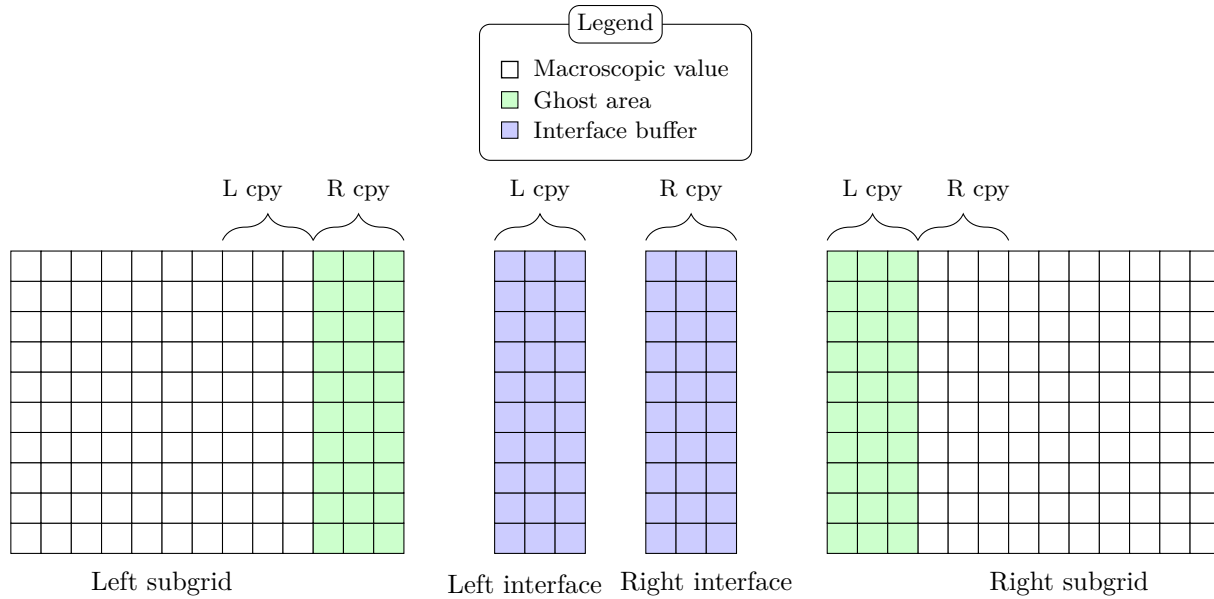 Legend
Macroscopic value
Ghost area
Interface buffer
L cpy R cpy L cpy R cpy L cpy R cpy
Left subgrid Left interface Right interface Right subgrid